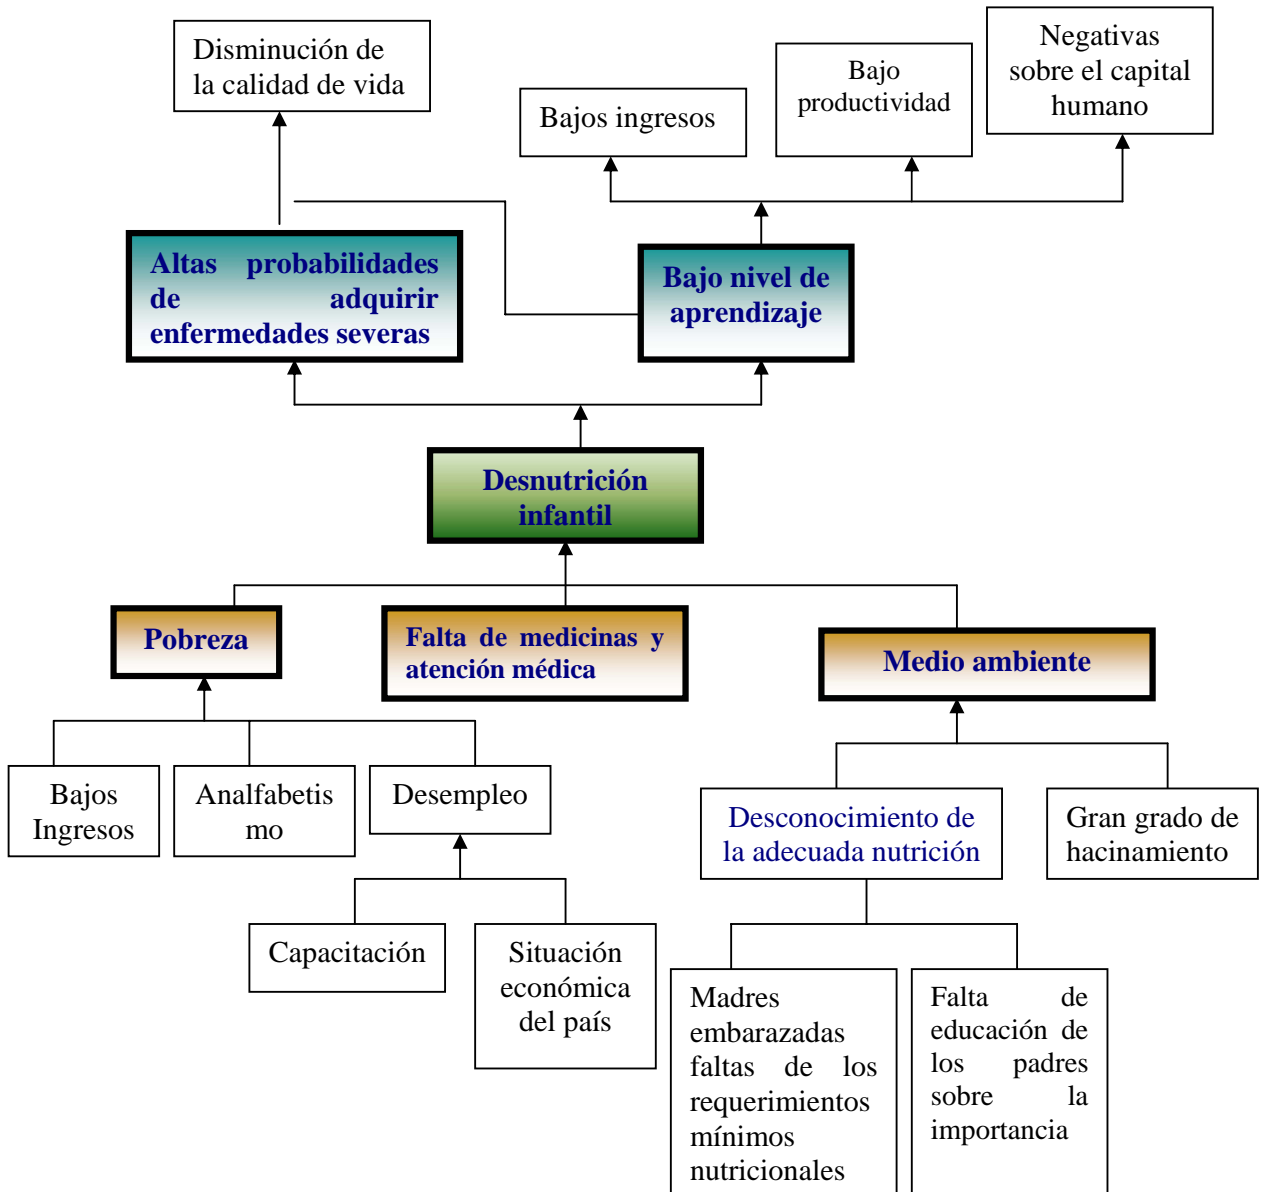 Disminución de
la calidad de vida
Bajos ingresos
Bajo
productividad
Negativas
sobre el capital
humano
Altas probabilidades
de adquirir
enfermedades severas
Bajo nivel de
aprendizaje
Desnutrición
infantil
Pobreza
Falta de medicinas y
atención médica
Medio ambiente
Bajos
Ingresos
Analfabetis
mo
Desempleo
Desconocimiento de
la adecuada nutrición
Gran grado de
hacinamiento
Capacitación
Situación
económica
del país
Madres
embarazadas
faltas de los
requerimientos
mínimos
nutricionales
Falta de
educación de
los padres
sobre la
importancia